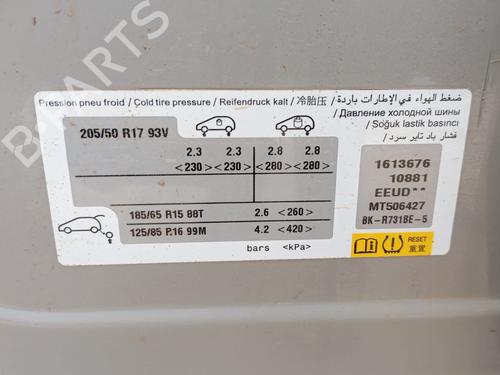 B-PARTS
Pression pneu froid / Cold tire pressure / Reifendruck kalt / 冷胎压 / ضغط الهواء في الإطارات باردة
/ Давление холодной шины
/ Soğuk lastik basıncı
/ فشار باد تایر سرد
205/50 R17 93V
2.3 2.3 2.8 2.8
<230> <230> <280> <280>
185/65 R15 88T 2.6 <260>
125/85 R16 99M 4.2 <420>
bars <kPa>
1613676
10881
EEUD**
MT506427
BK-R731BE-5
RESET
重置